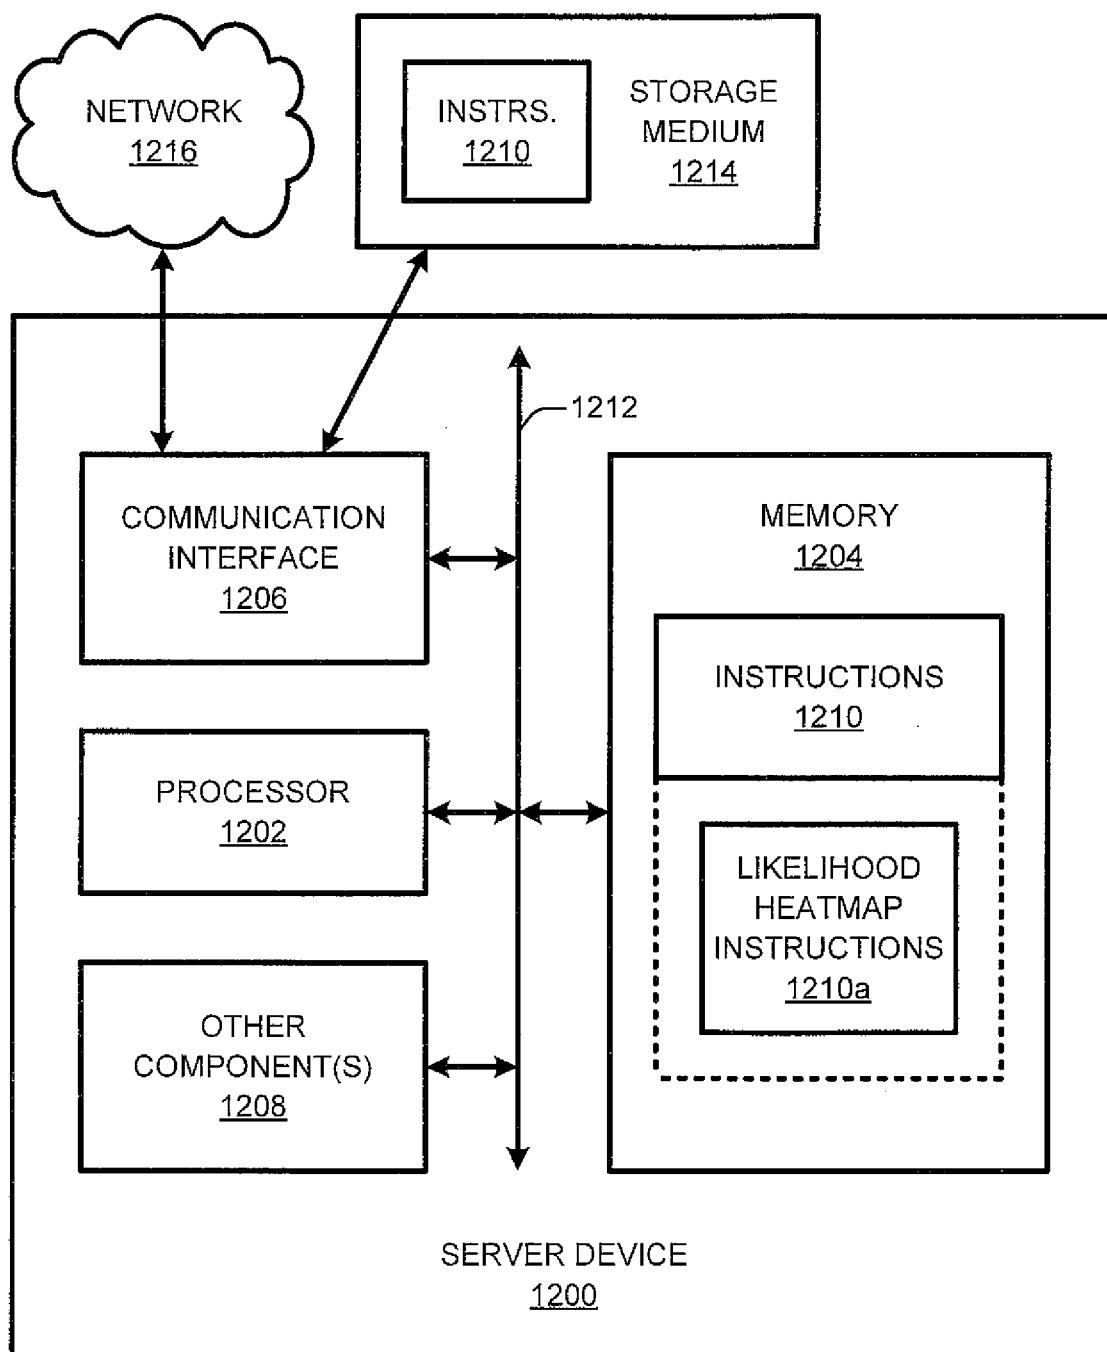 NETWORK
1216
INSTRS.
1210
STORAGE
MEDIUM
1214
1212
COMMUNICATION
INTERFACE
1206
MEMORY
1204
INSTRUCTIONS
1210
PROCESSOR
1202
LIKELIHOOD
HEATMAP
INSTRUCTIONS
1210a
OTHER
COMPONENT(S)
1208
SERVER DEVICE
1200